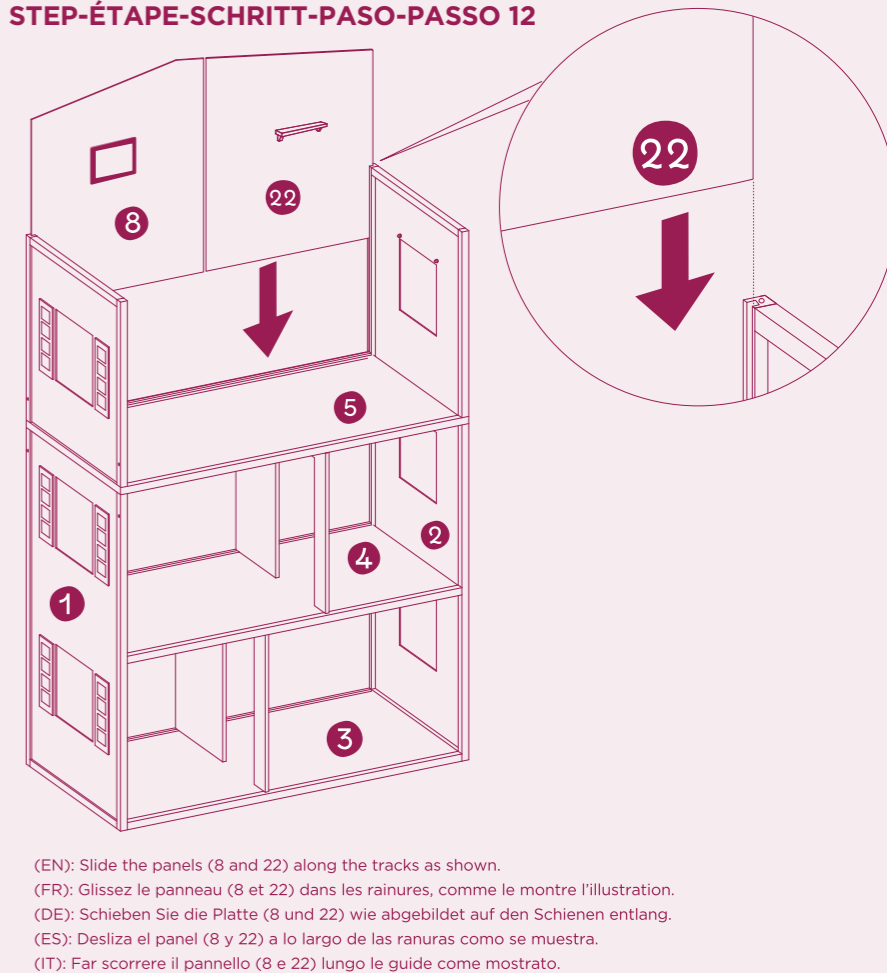 STEP-ÉTAPE-SCHRITT-PASO-PASSO 12
22
8
22
5
2
4
1
3
(EN): Slide the panels (8 and 22) along the tracks as shown.
(FR): Glissez le panneau (8 et 22) dans les rainures, comme le montre l’illustration.
(DE): Schieben Sie die Platte (8 und 22) wie abgebildet auf den Schienen entlang.
(ES): Desliza el panel (8 y 22) a lo largo de las ranuras como se muestra.
(IT): Far scorrere il pannello (8 e 22) lungo le guide come mostrato.